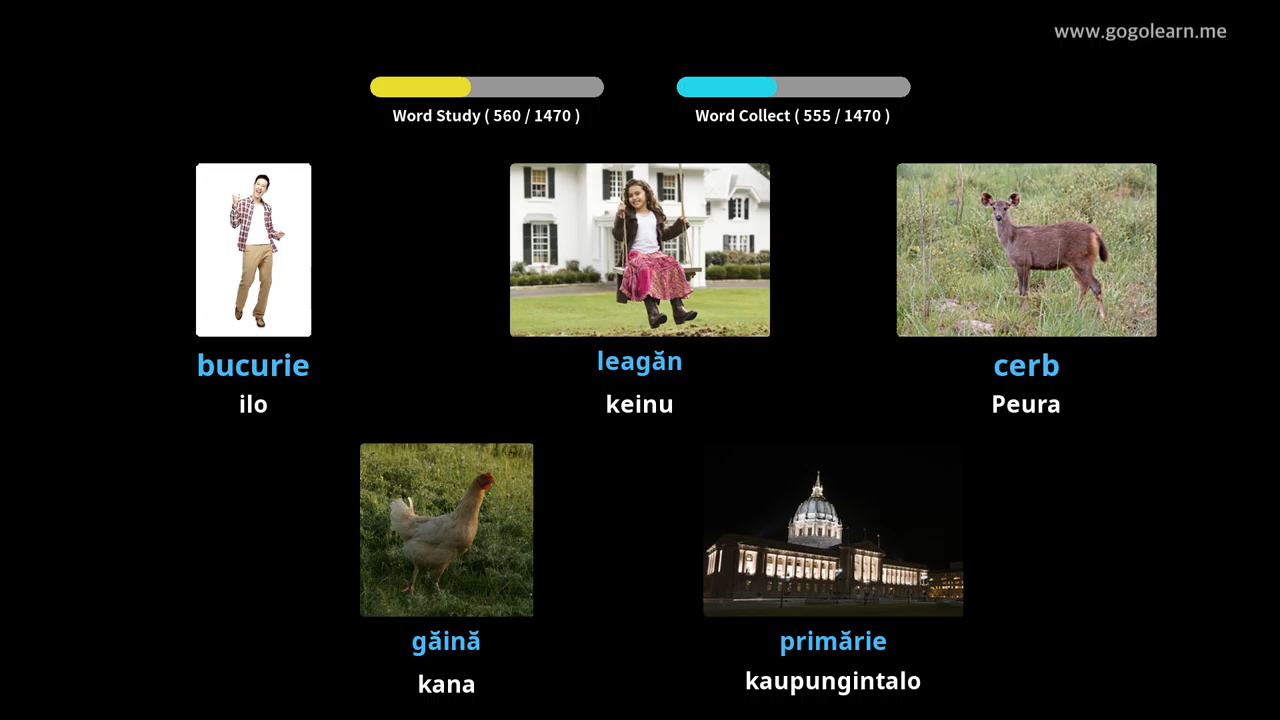 www.gogolearn.me
Word Study ( 560 / 1470 )
Word Collect ( 555 / 1470 )
bucurie
ilo
leagăn
keinu
cerb
Peura
găină
kana
primărie
kaupungintalo